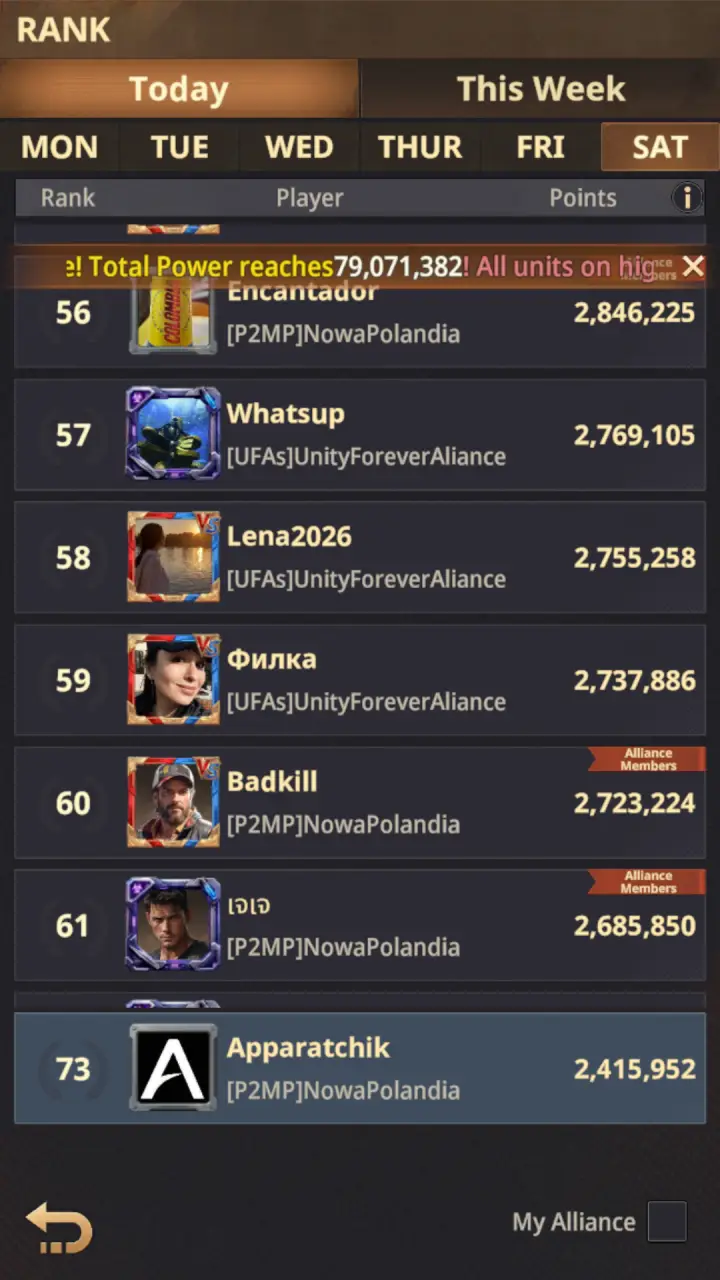 RANK
Today
This Week
MON
TUE
WED
THUR
FRI
SAT
Rank
Player
Points
i
e! Total Power reaches79,071,382! All units on hig
56
Encantador
2,846,225
[P2MP]NowaPolandia
COLOMBIA
57
Whatsup
2,769,105
[UFAs]UnityForeverAliance
58
VS
Lena2026
2,755,258
[UFAs]UnityForeverAliance
59
VS
Филка
2,737,886
[UFAs]UnityForeverAliance
Alliance
Members
60
VS
Badkill
2,723,224
[P2MP]NowaPolandia
Alliance
Members
61
เจเจ
2,685,850
[P2MP]NowaPolandia
73
A
Apparatchik
2,415,952
[P2MP]NowaPolandia
My Alliance